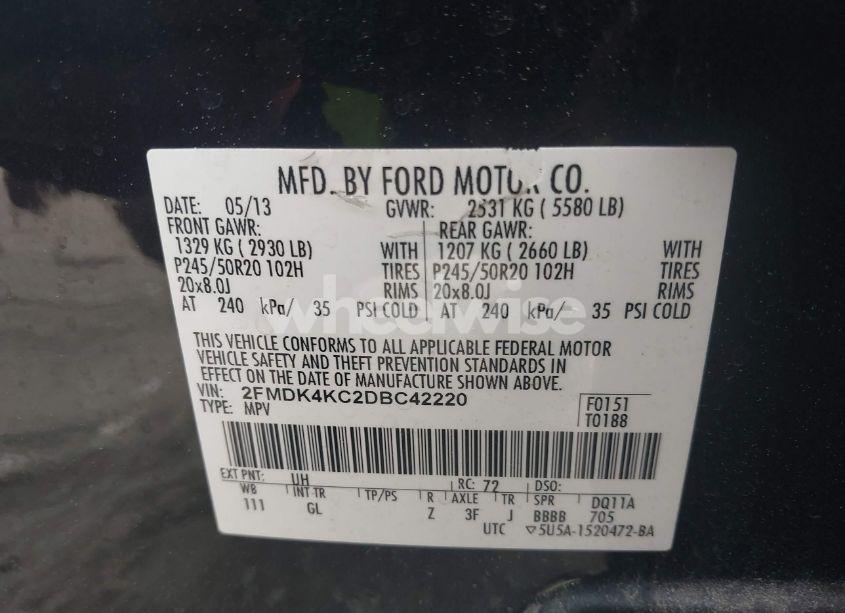 MFD. BY FORD MOTOR CO.
DATE: 05/13 GVWR: 2531 KG ( 5580 LB)
FRONT GAWR: REAR GAWR:
1329 KG ( 2930 LB) WITH 1207 KG ( 2660 LB) WITH
P245/50R20 102H TIRES P245/50R20 102H TIRES
20x8.0J RIMS 20x8.0J RIMS
AT 240 kPa/ 35 PSI COLD AT 240 kPa/ 35 PSI COLD
wheelwise
THIS VEHICLE CONFORMS TO ALL APPLICABLE FEDERAL MOTOR
VEHICLE SAFETY AND THEFT PREVENTION STANDARDS IN
EFFECT ON THE DATE OF MANUFACTURE SHOWN ABOVE.
VIN: 2FMDK4KC2DBC42220 F0151
TYPE: MPV T0188
EXT PNT: UH RC: 72 DSO:
WB INT TR TP/PS R AXLE TR SPR DQ11A
111 GL Z 3F J BBBB 705
UTC ▽5U5A-1520472-BA